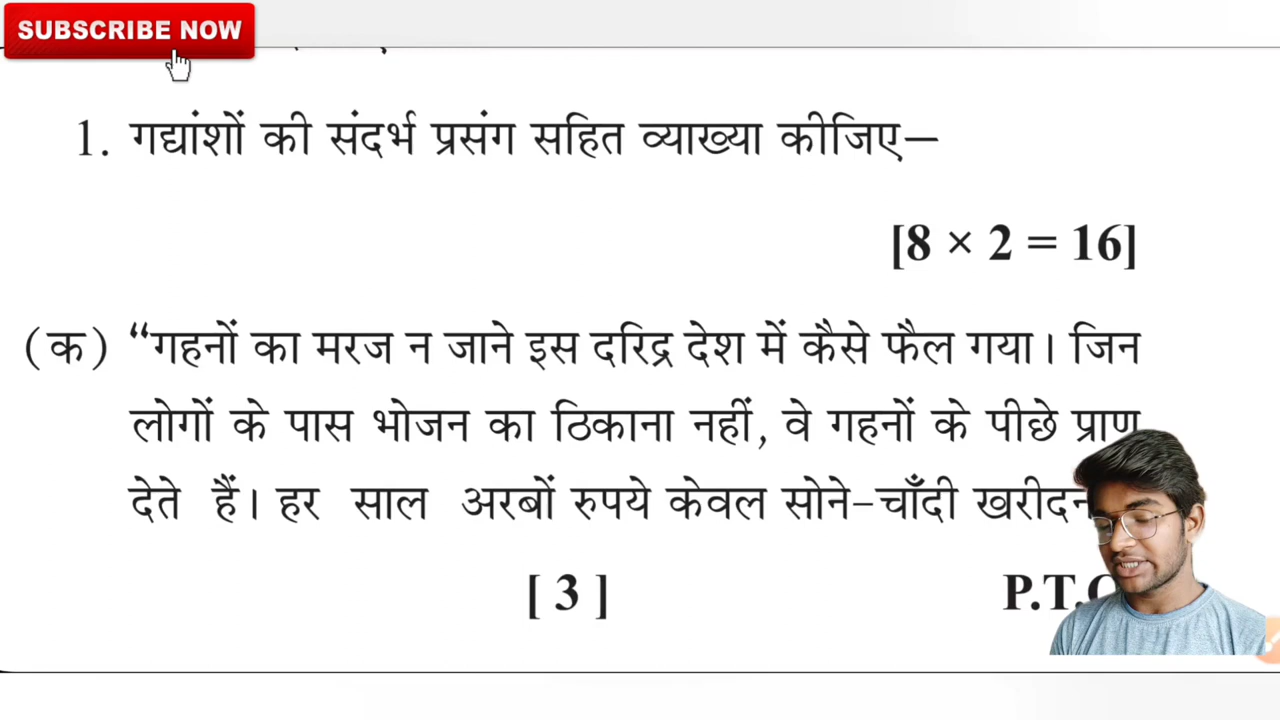 SUBSCRIBE NOW
1. गद्यांशों की संदर्भ प्रसंग सहित व्याख्या कीजिए–
[8 × 2 = 16]
(क) “गहनों का मरज न जाने इस दरिद्र देश में कैसे फैल गया। जिन
लोगों के पास भोजन का ठिकाना नहीं, वे गहनों के पीछे प्राण
देते हैं। हर साल अरबों रुपये केवल सोने-चाँदी
[ 3 ]